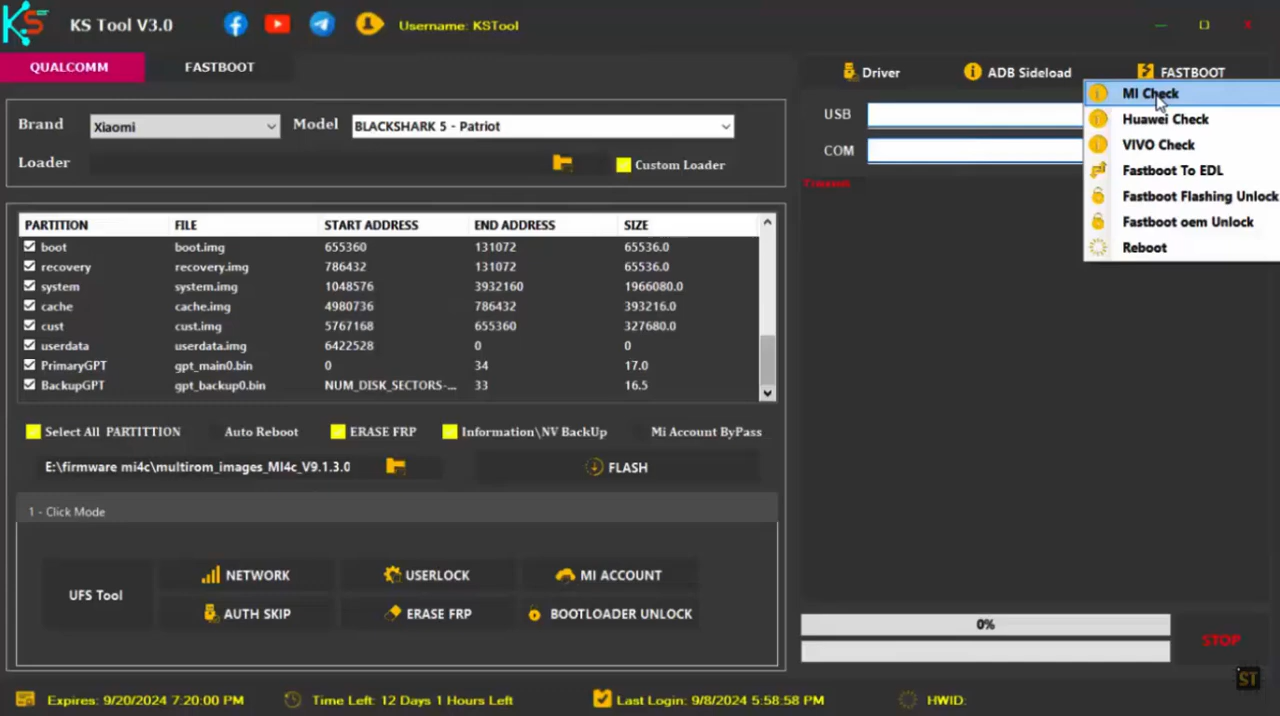 KS KS Tool V3.0 Username: KSTool
QUALCOMM FASTBOOT
Driver ADB Sideload FASTBOOT
MI Check
Huawei Check
VIVO Check
Fastboot To EDL
Fastboot Flashing Unlock
Fastboot oem Unlock
Reboot
Brand Xiaomi Model BLACKSHARK 5 - Patriot
Loader Custom Loader
USB
COM
PARTITION FILE START ADDRESS END ADDRESS SIZE
boot boot.img 655360 131072 65536.0
recovery recovery.img 786432 131072 65536.0
system system.img 1048576 3932160 1966080.0
cache cache.img 4980736 786432 393216.0
cust cust.img 5767168 655360 327680.0
userdata userdata.img 6422528 0 0
PrimaryGPT gpt_main0.bin 0 34 17.0
BackupGPT gpt_backup0.bin NUM_DISK_SECTORS-... 33 16.5
Select All PARTITTION Auto Reboot ERASE FRP Information\NV BackUp Mi Account ByPass
E:\firmware mi4c\multirom_images_MI4c_V9.1.3.0 FLASH
1 - Click Mode
UFS Tool
NETWORK USERLOCK MI ACCOUNT
AUTH SKIP ERASE FRP BOOTLOADER UNLOCK
0%
STOP
ST
Expires: 9/20/2024 7:20:00 PM Time Left: 12 Days 1 Hours Left Last Login: 9/8/2024 5:58:58 PM HWID: